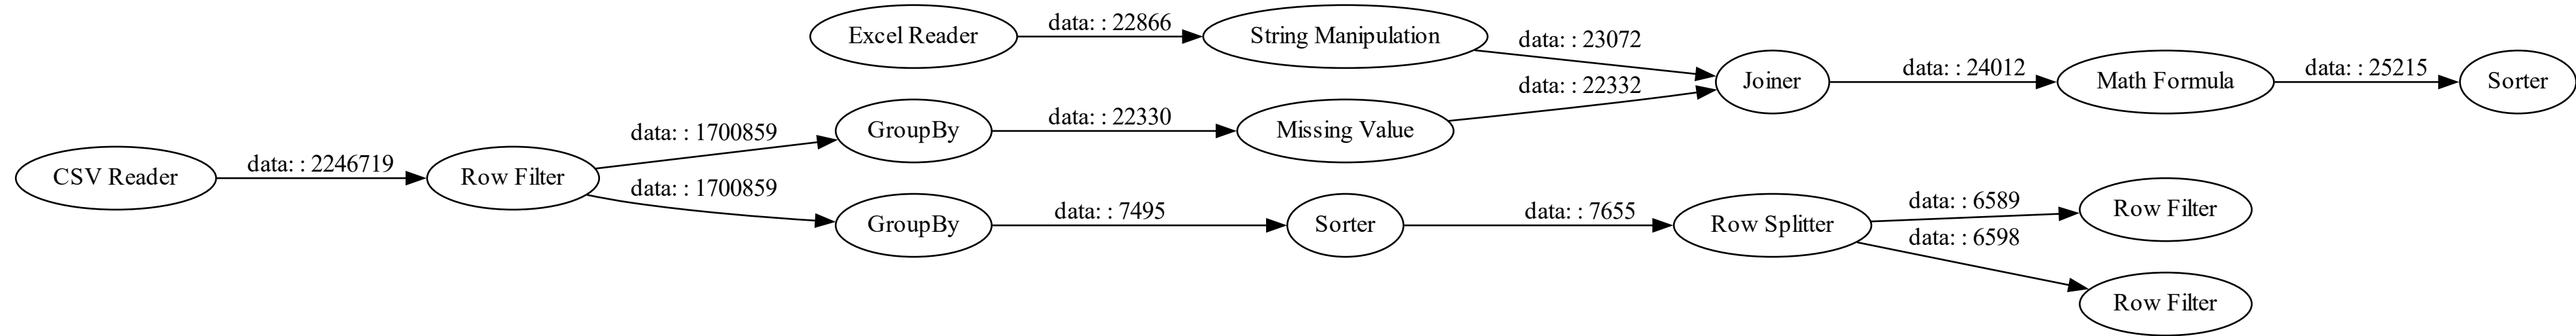 Excel Reader
data: : 22866
String Manipulation
data: : 23072
Joiner
data: : 24012
Math Formula
data: : 25215
Sorter
CSV Reader
data: : 2246719
Row Filter
data: : 1700859
GroupBy
data: : 22330
Missing Value
data: : 22332
data: : 1700859
GroupBy
data: : 7495
Sorter
data: : 7655
Row Splitter
data: : 6589
Row Filter
data: : 6598
Row Filter